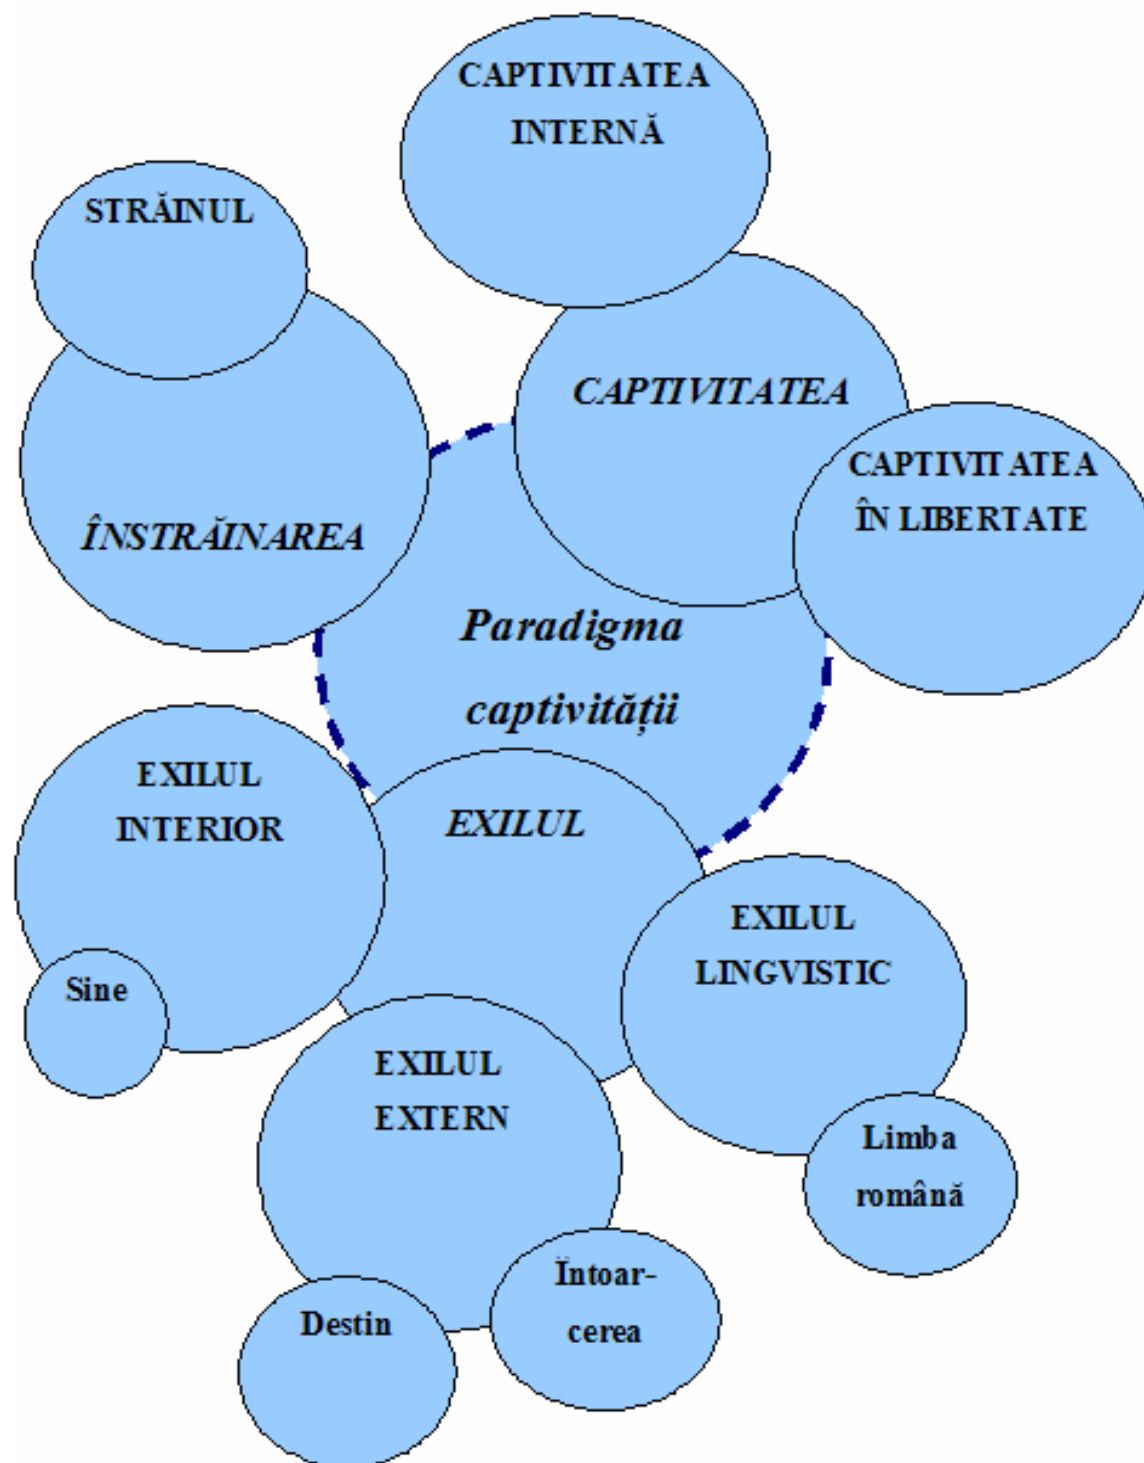 CAPTIVITATEA
INTERNĂ
STRĂINUL
CAPTIVITATEA
CAPTIVITATEA
ÎN LIBERTATE
ÎNSTRĂINAREA
Paradigma
captivității
EXILUL
INTERIOR
EXILUL
EXILUL
LINGVISTIC
Sine
EXILUL
EXTERN
Limba
română
Întoar-
cerea
Destin